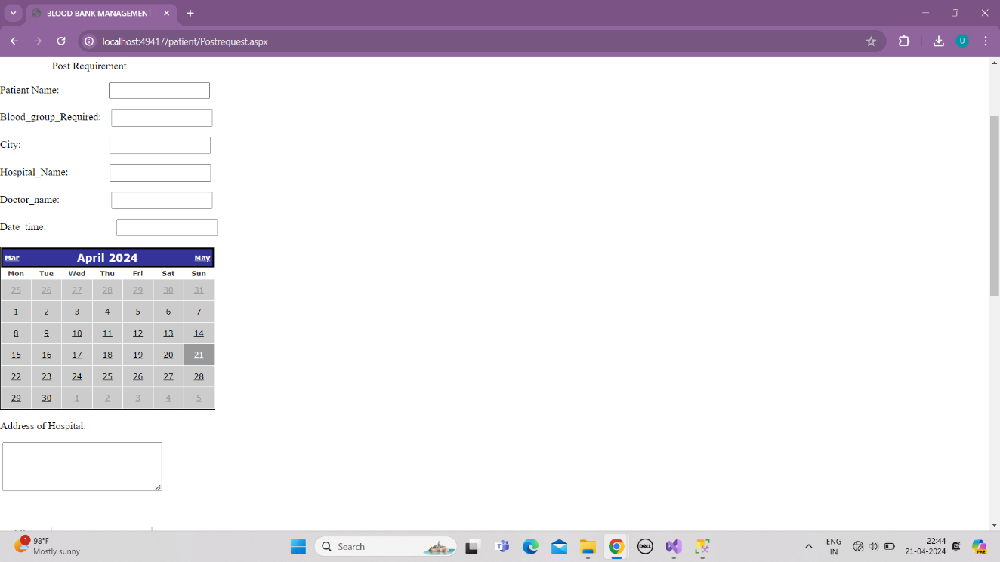 BLOOD BANK MANAGEMENT
localhost:49417/patient/Postrequest.aspx
U
Post Requirement
Patient Name:
Blood_group_Required:
City:
Hospital_Name:
Doctor_name:
Date_time:
Mar April 2024 May
Mon Tue Wed Thu Fri Sat Sun
25 26 27 28 29 30 31
1 2 3 4 5 6 7
8 9 10 11 12 13 14
15 16 17 18 19 20 21
22 23 24 25 26 27 28
29 30 1 2 3 4 5
Address of Hospital:
1 98°F
Mostly sunny
Search
DELL
PRE
ENG
IN
22:44
21-04-2024